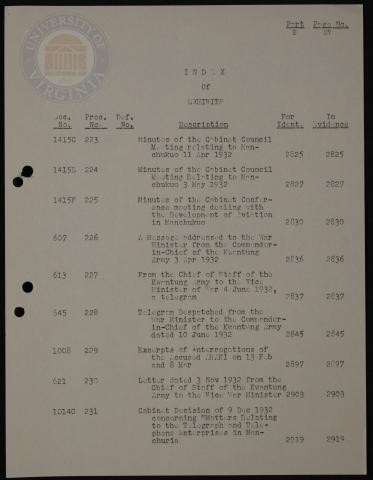 UNIVERSITY OF VIRGINIA
Part Page No.
INDEX
Of
EXHIBITS
Doc. Pros. Def. For In
No. No. No. Description Ident. Evidence
1415C 223 Minutes of the Cabinet Council
Meeting relating to Man-
chukuo 11 Apr 1932 2825 2825
224 Minutes of the Cabinet Council
Meeting Relating to Man-
chukuo 3 May 1932 2827 2827
1415F 225 Minutes of the Cabinet Confer-
ence meeting dealing with
the Development of Aviation
in Manchukuo 2830 2830
607 226 A Message addressed to the War
Minister from the Commander-
in-Chief of the Kwantung
Army 3 Apr 1932 2836 2836
613 227 From the Chief of Staff of the
Kwantung Army to the Vice
Minister of War 4 June 1932,
a telegram 2837 2837
645 228 Telegram Despatched from the
War Minister to the Commander-
in-Chief of the Kwantung Army
dated 10 June 1932 2845 2845
1008 229 Excerpts of Interrogations of
the Accused ARAKI on 13 Feb
and 8 Mar 2897 2897
621 230 Letter dated 3 Nov 1932 from the
Chief of Staff of the Kwantung
Army to the Vice War Minister 2903 2903
1014C 231 Cabinet Decision of 9 Dec 1932
concerning "Matters Relating
to the Telegraph and Tele-
phone Enterprises in Man-
churia 2919 2919